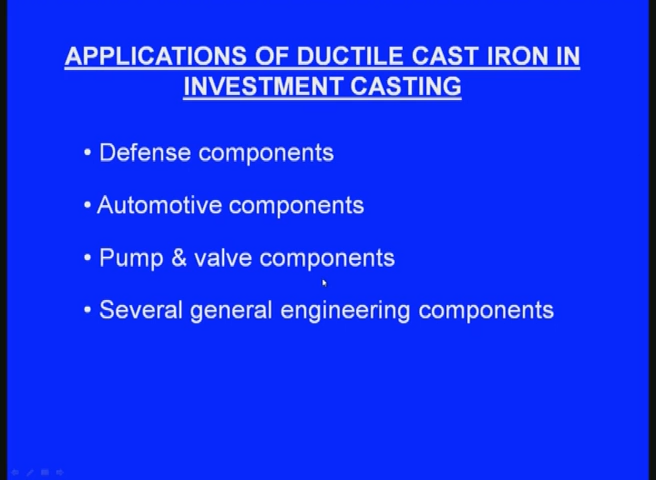 APPLICATIONS OF DUCTILE CAST IRON IN
INVESTMENT CASTING
• Defense components
• Automotive components
• Pump & valve components
• Several general engineering components